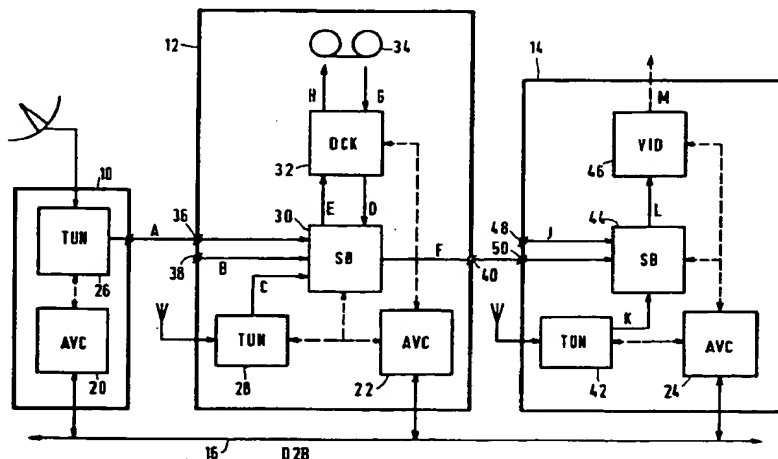 12
34
14
H
G
M
DCK
VID
32
46
10
30
E
D
44
L
TUN
A
36
48
J
SB
SB
38
B
F
40
50
26
C
K
AVC
TUN
AVC
TUN
AVC
20
28
22
42
24
16
D2B